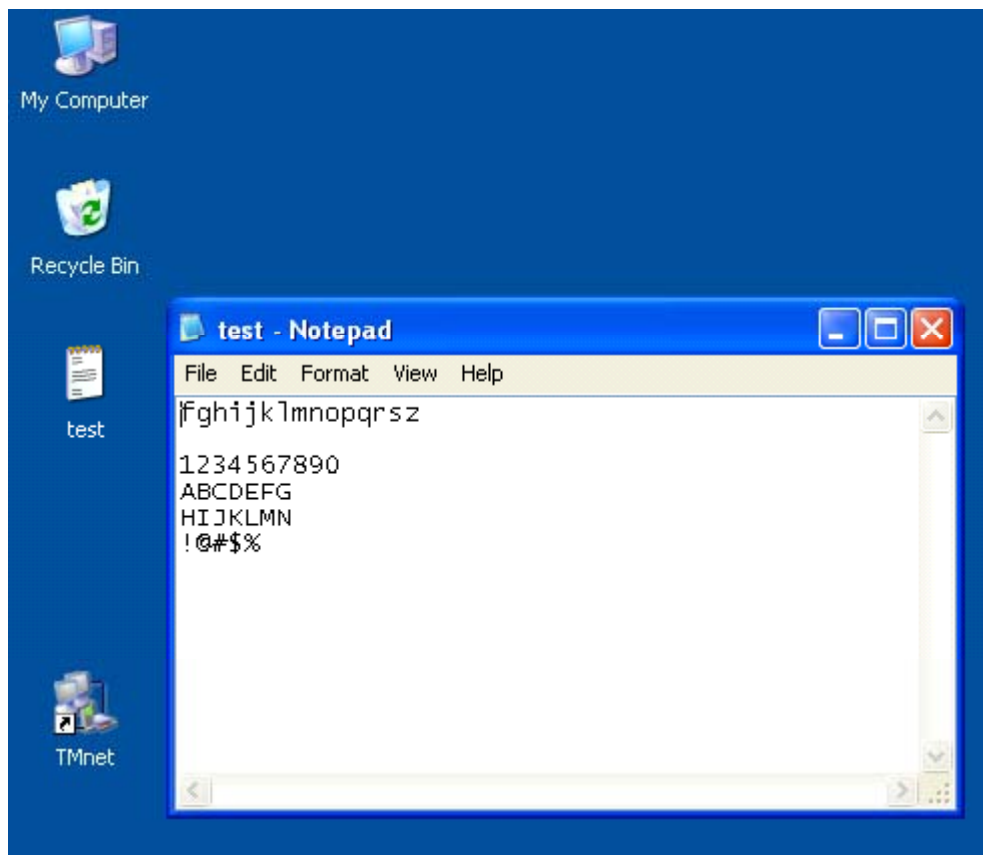 My Computer
Recycle Bin
test
TMnet
test - Notepad
File Edit Format View Help
fghijklmnopqrsz
1234567890
ABCDEFG
HIJKLMN
!@#$%